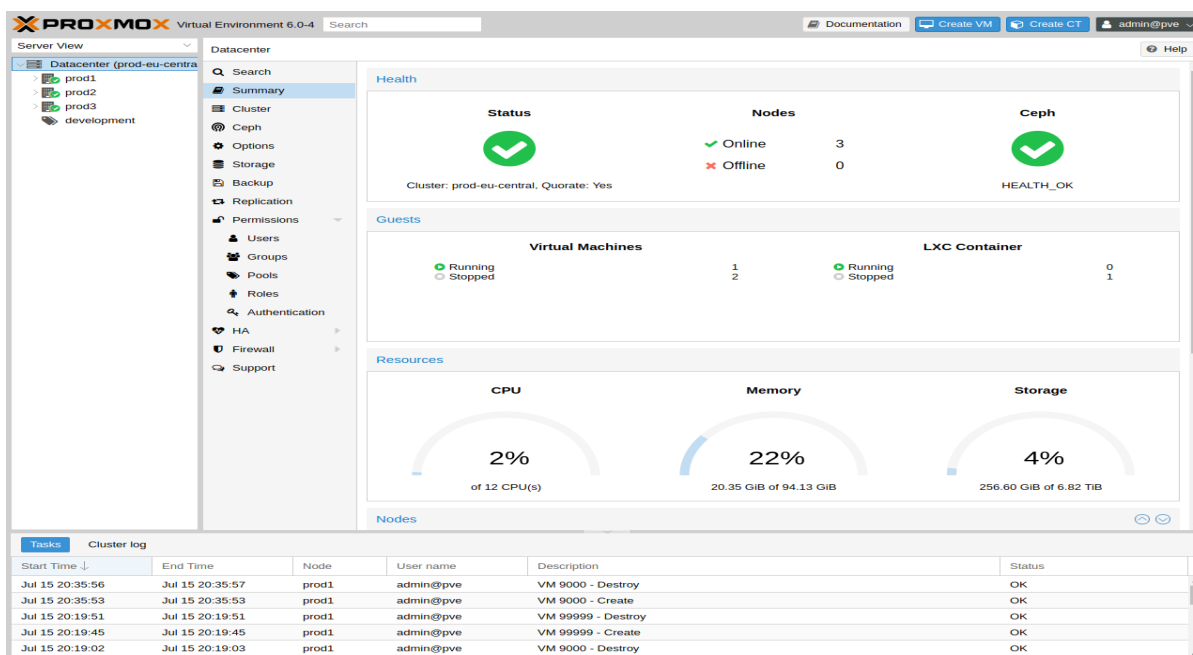 PROXMOX Virtual Environment 6.0-4 Search Documentation Create VM Create CT admin@pve
Server View
Datacenter (prod-eu-centra
prod1
prod2
prod3
development
Datacenter Help
Search
Summary
Cluster
Ceph
Options
Storage
Backup
Replication
Permissions
Users
Groups
Pools
Roles
Authentication
HA
Firewall
Support
Health
Status Nodes Ceph
Online 3
Offline 0
Cluster: prod-eu-central, Quorate: Yes HEALTH_OK
Guests
Virtual Machines LXC Container
Running 1 Running 0
Stopped 2 Stopped 1
Resources
CPU Memory Storage
2% 22% 4%
of 12 CPU(s) 20.35 GiB of 94.13 GiB 256.60 GiB of 6.82 TiB
Nodes
Tasks Cluster log
Start Time End Time Node User name Description Status
Jul 15 20:35:56 Jul 15 20:35:57 prod1 admin@pve VM 9000 - Destroy OK
Jul 15 20:35:53 Jul 15 20:35:53 prod1 admin@pve VM 9000 - Create OK
Jul 15 20:19:51 Jul 15 20:19:51 prod1 admin@pve VM 99999 - Destroy OK
Jul 15 20:19:45 Jul 15 20:19:45 prod1 admin@pve VM 99999 - Create OK
Jul 15 20:19:02 Jul 15 20:19:03 prod1 admin@pve VM 9000 - Destroy OK